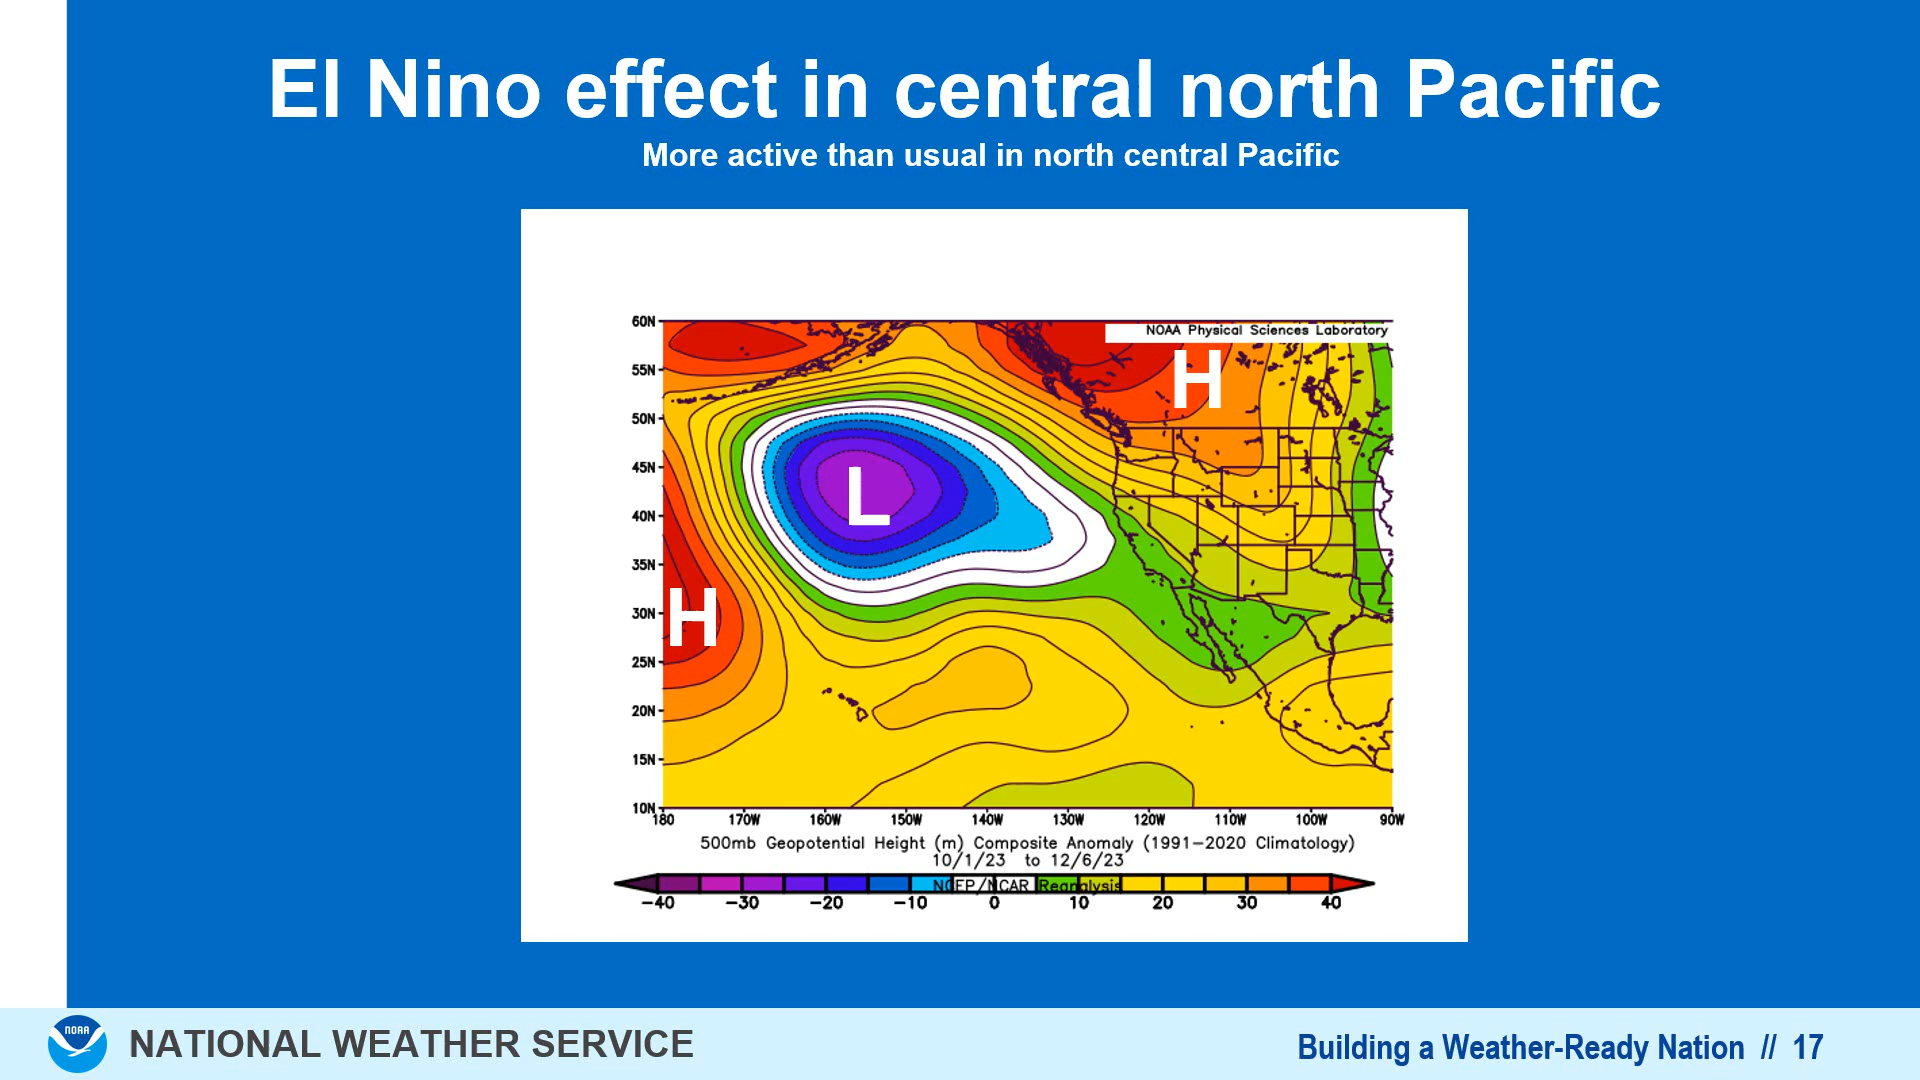 El Nino effect in central north Pacific
More active than usual in north central Pacific
NOAA Physical Sciences Laboratory
H
L
H
60N
55N
50N
45N
40N
35N
30N
25N
20N
15N
10N
180 170W 160W 150W 140W 130W 120W 110W 100W 90W
500mb Geopotential Height (m) Composite Anomaly (1991-2020 Climatology)
10/1/23 to 12/6/23
NCEP/NCAR Reanalysis
-40 -30 -20 -10 0 10 20 30 40
NOAA
NATIONAL WEATHER SERVICE
Building a Weather-Ready Nation // 17